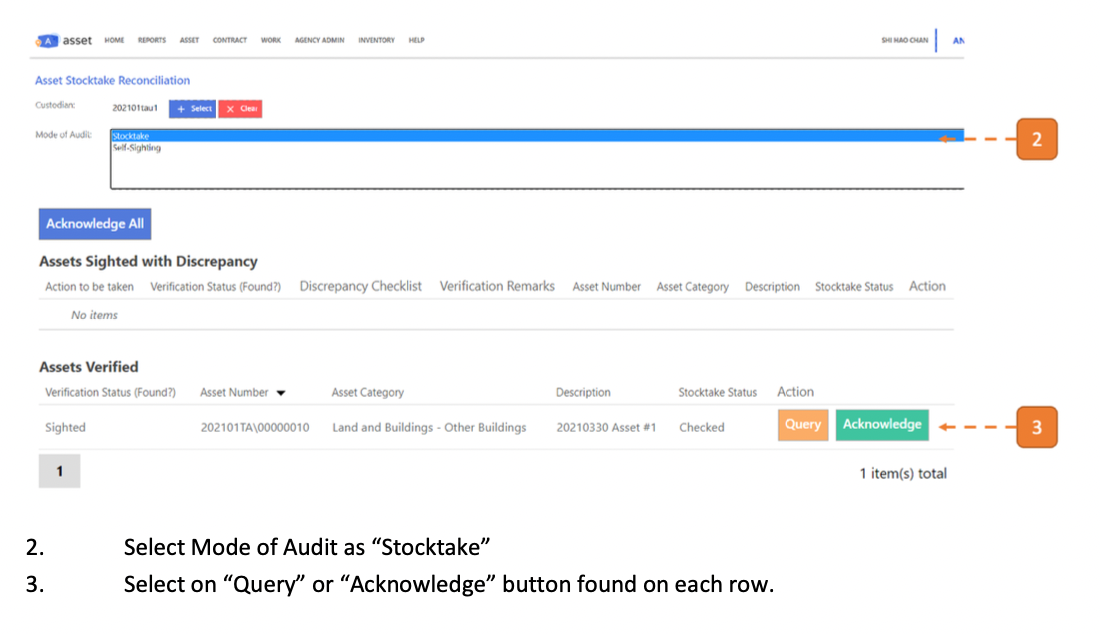 A asset HOME REPORTS ASSET CONTRACT WORK AGENCY ADMIN INVENTORY HELP SHI HAO CHAN AN
Asset Stocktake Reconciliation
Custodian: 202101tau1 + Select X Clear
Mode of Audit: Stocktake
Self-Sighting
2
Acknowledge All
Assets Sighted with Discrepancy
Action to be taken Verification Status (Found?) Discrepancy Checklist Verification Remarks Asset Number Asset Category Description Stocktake Status Action
No items
Assets Verified
Verification Status (Found?) Asset Number Asset Category Description Stocktake Status Action
Sighted 202101TA\00000010 Land and Buildings - Other Buildings 20210330 Asset #1 Checked Query Acknowledge 3
1 1 item(s) total
2. Select Mode of Audit as “Stocktake”
3. Select on “Query” or “Acknowledge” button found on each row.